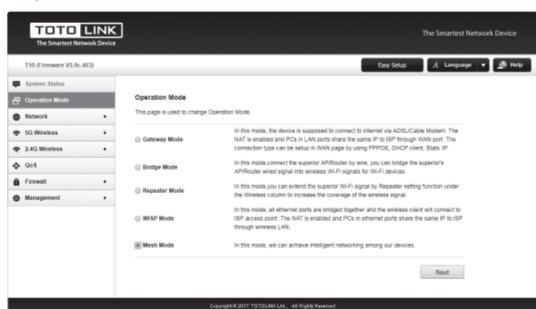 TOTO LINK
The Smartest Network Device
The Smartest Network Device
T10 (Firmware V5.9c.463)
Easy Setup
Language
Help
System Status
Operation Mode
Network +
5G Wireless +
2.4G Wireless +
QoS
Firewall +
Management +
Operation Mode
This page is used to change Operation Mode.
Gateway Mode
In this mode, the device is supposed to connect to internet via ADSL/Cable Modem. The
NAT is enabled and PCs in LAN ports share the same IP to ISP through WAN port. The
connection type can be setup in WAN page by using PPPOE, DHCP client, Static IP.
Bridge Mode
In this mode,connect the superior AP/Router by wire, you can bridge the superior's
AP/Router wired signal into wireless Wi-Fi signals for Wi-Fi devices.
Repeater Mode
In this mode,you can extend the superior Wi-Fi signal by Repeater setting function under
the Wireless column to increase the coverage of the wireless signal.
WISP Mode
In this mode, all ethernet ports are bridged together and the wireless client will connect to
ISP access point. The NAT is enabled and PCs in ethernet ports share the same IP to ISP
through wireless LAN.
Mesh Mode
In this mode, we can achieve intelligent networking among our devices.
Next
Copyright © 2017 TOTOLINK Ltd., All Rights Reserved